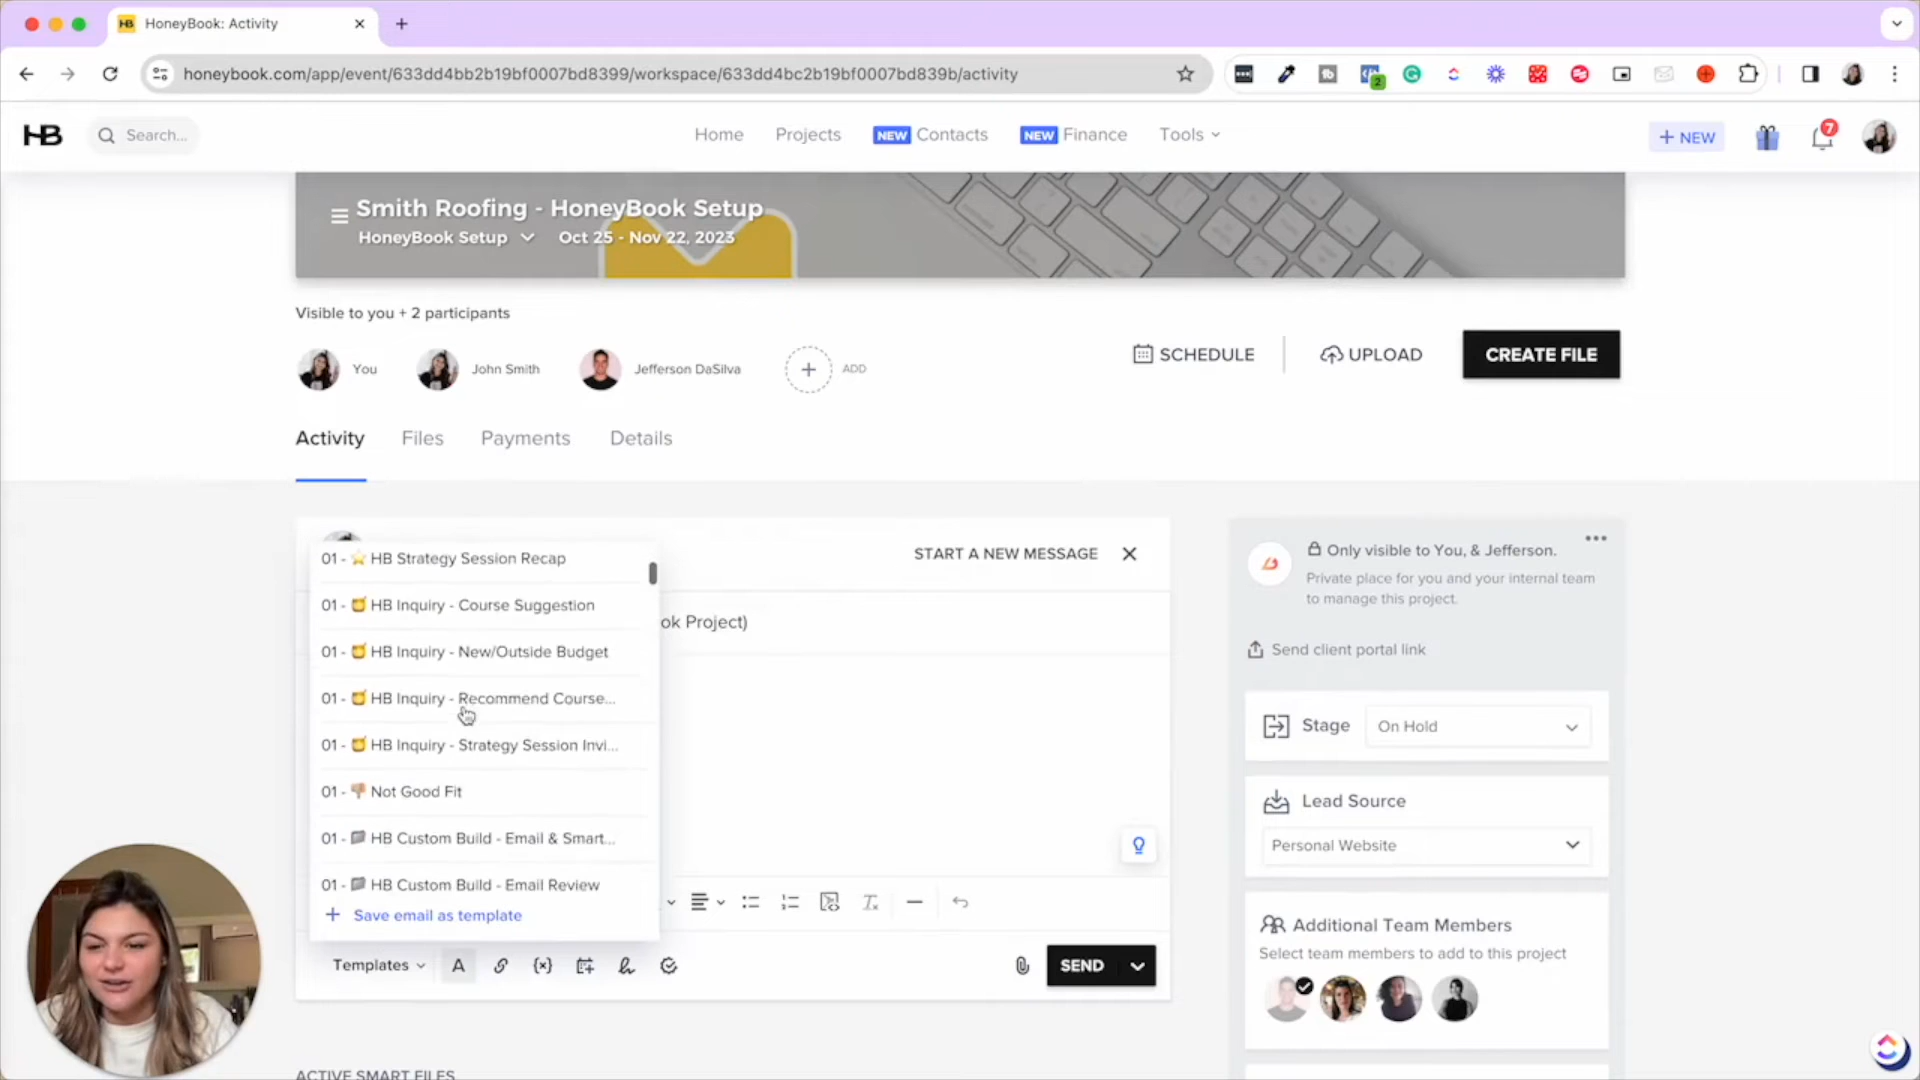 HB HoneyBook: Activity
honeybook.com/app/event/633dd4bb2b19bf0007bd8399/workspace/633dd4bc2b19bf0007bd839b/activity
2
HB Search... Home Projects NEW Contacts NEW Finance Tools + NEW 7
Smith Roofing - HoneyBook Setup
HoneyBook Setup Oct 25 - Nov 22, 2023
Visible to you + 2 participants
You John Smith Jefferson DaSilva + ADD
SCHEDULE UPLOAD CREATE FILE
Activity Files Payments Details
START A NEW MESSAGE
ok Project)
01 - ⭐ HB Strategy Session Recap
01 - 🍯 HB Inquiry - Course Suggestion
01 - 🍯 HB Inquiry - New/Outside Budget
01 - 🍯 HB Inquiry - Recommend Course...
01 - 🍯 HB Inquiry - Strategy Session Invi...
01 - 👎🏼 Not Good Fit
01 - 📁 HB Custom Build - Email & Smart...
01 - 📁 HB Custom Build - Email Review
+ Save email as template
Templates A {×} SEND
ACTIVE SMART FILES
Only visible to You, & Jefferson.
Private place for you and your internal team
to manage this project.
Send client portal link
Stage On Hold
Lead Source
Personal Website
Additional Team Members
Select team members to add to this project